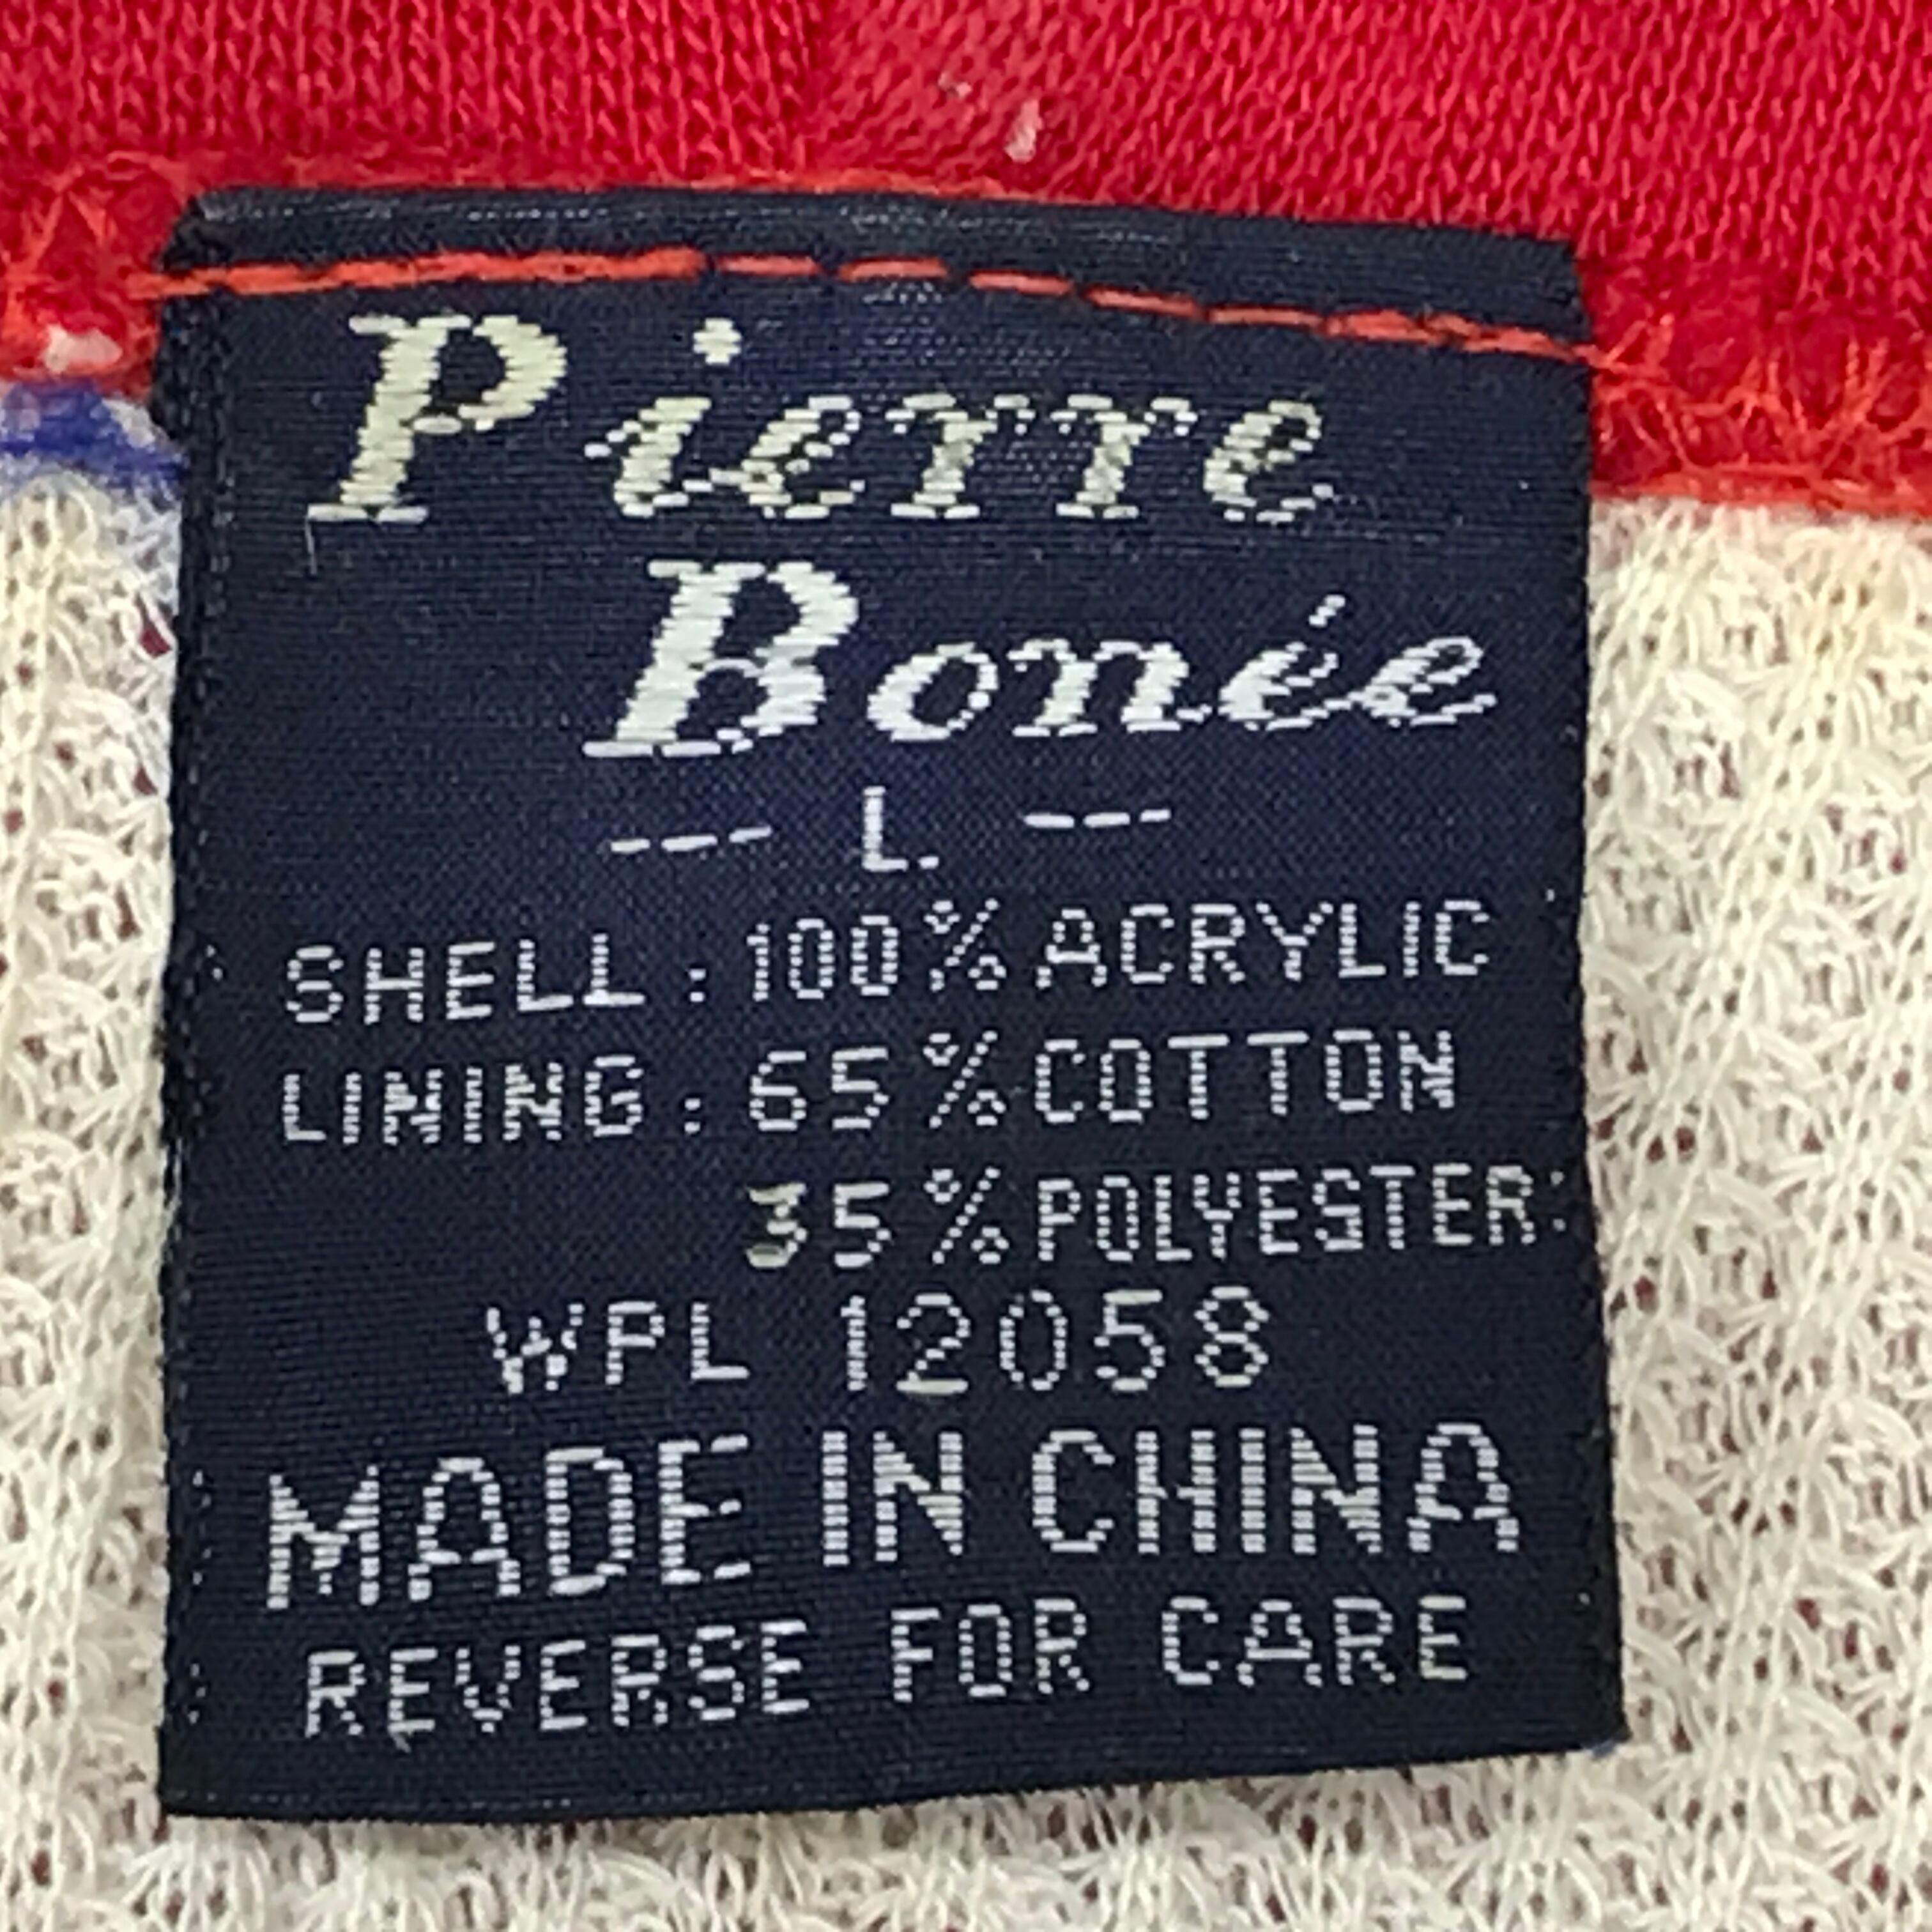 Pierre
Bonée
--- L. ---
SHELL : 100% ACRYLIC
LINING : 65% COTTON
35% POLYESTER
WPL 12058
MADE IN CHINA
REVERSE FOR CARE